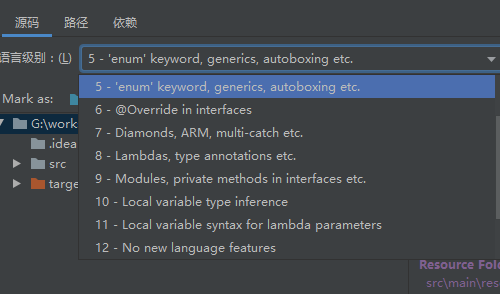 源码 路径 依赖
语言级别：(L) 5 - 'enum' keyword, generics, autoboxing etc.
5 - 'enum' keyword, generics, autoboxing etc.
6 - @Override in interfaces
Mark as:
7 - Diamonds, ARM, multi-catch etc.
G:\work
8 - Lambdas, type annotations etc.
.idea
src
9 - Modules, private methods in interfaces etc.
targe
10 - Local variable type inference
11 - Local variable syntax for lambda parameters
12 - No new language features
Resource Fold
src\main\res